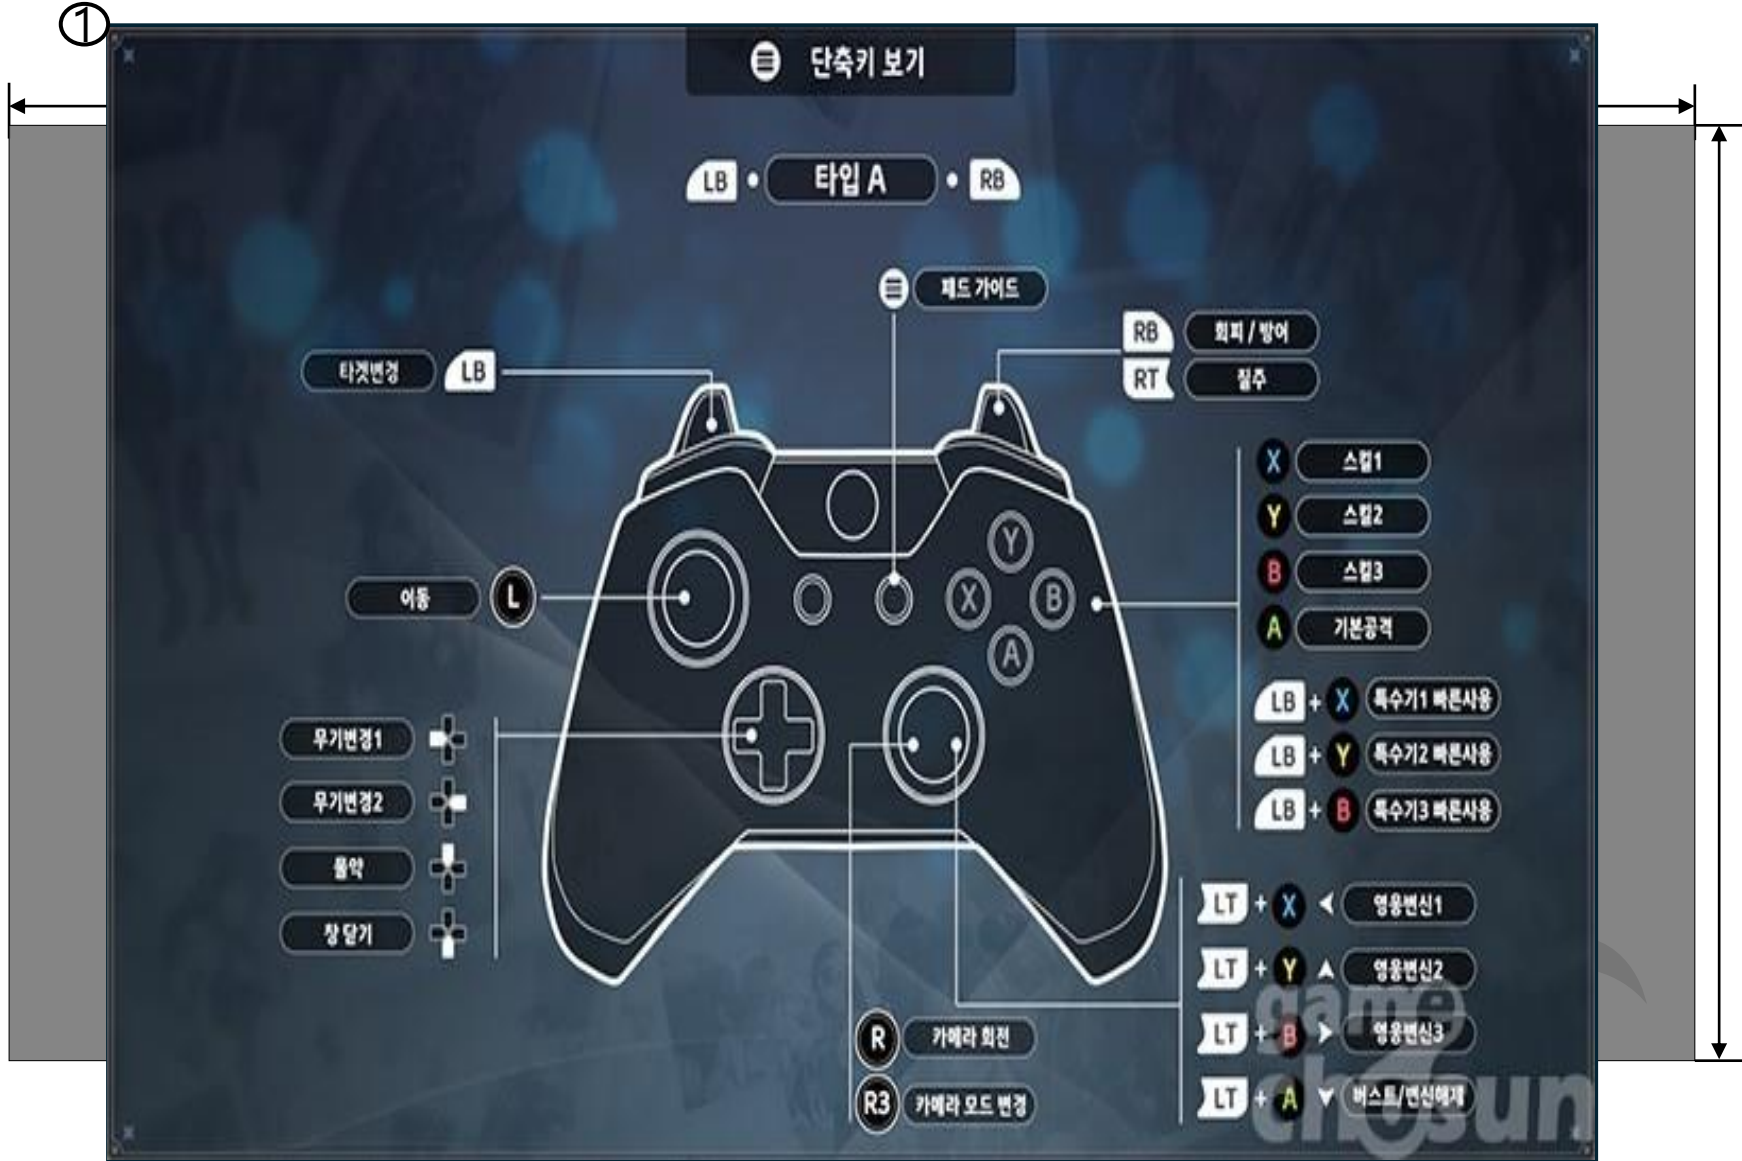 ①
단축키 보기
LB • 타입 A • RB
패드 가이드
RB 회피 / 방어
RT 질주
타겟변경 LB
X 스킬1
Y 스킬2
B 스킬3
A 기본공격
이동 L
Y
X B
A
LB + X 특수기1 빠른사용
LB + Y 특수기2 빠른사용
LB + B 특수기3 빠른사용
무기변경1
무기변경2
물약
창 닫기
LT + X 영웅변신1
LT + Y 영웅변신2
LT + B 영웅변신3
LT + A 버스트/변신해제
R 카메라 회전
R3 카메라 모드 변경
game
chosun